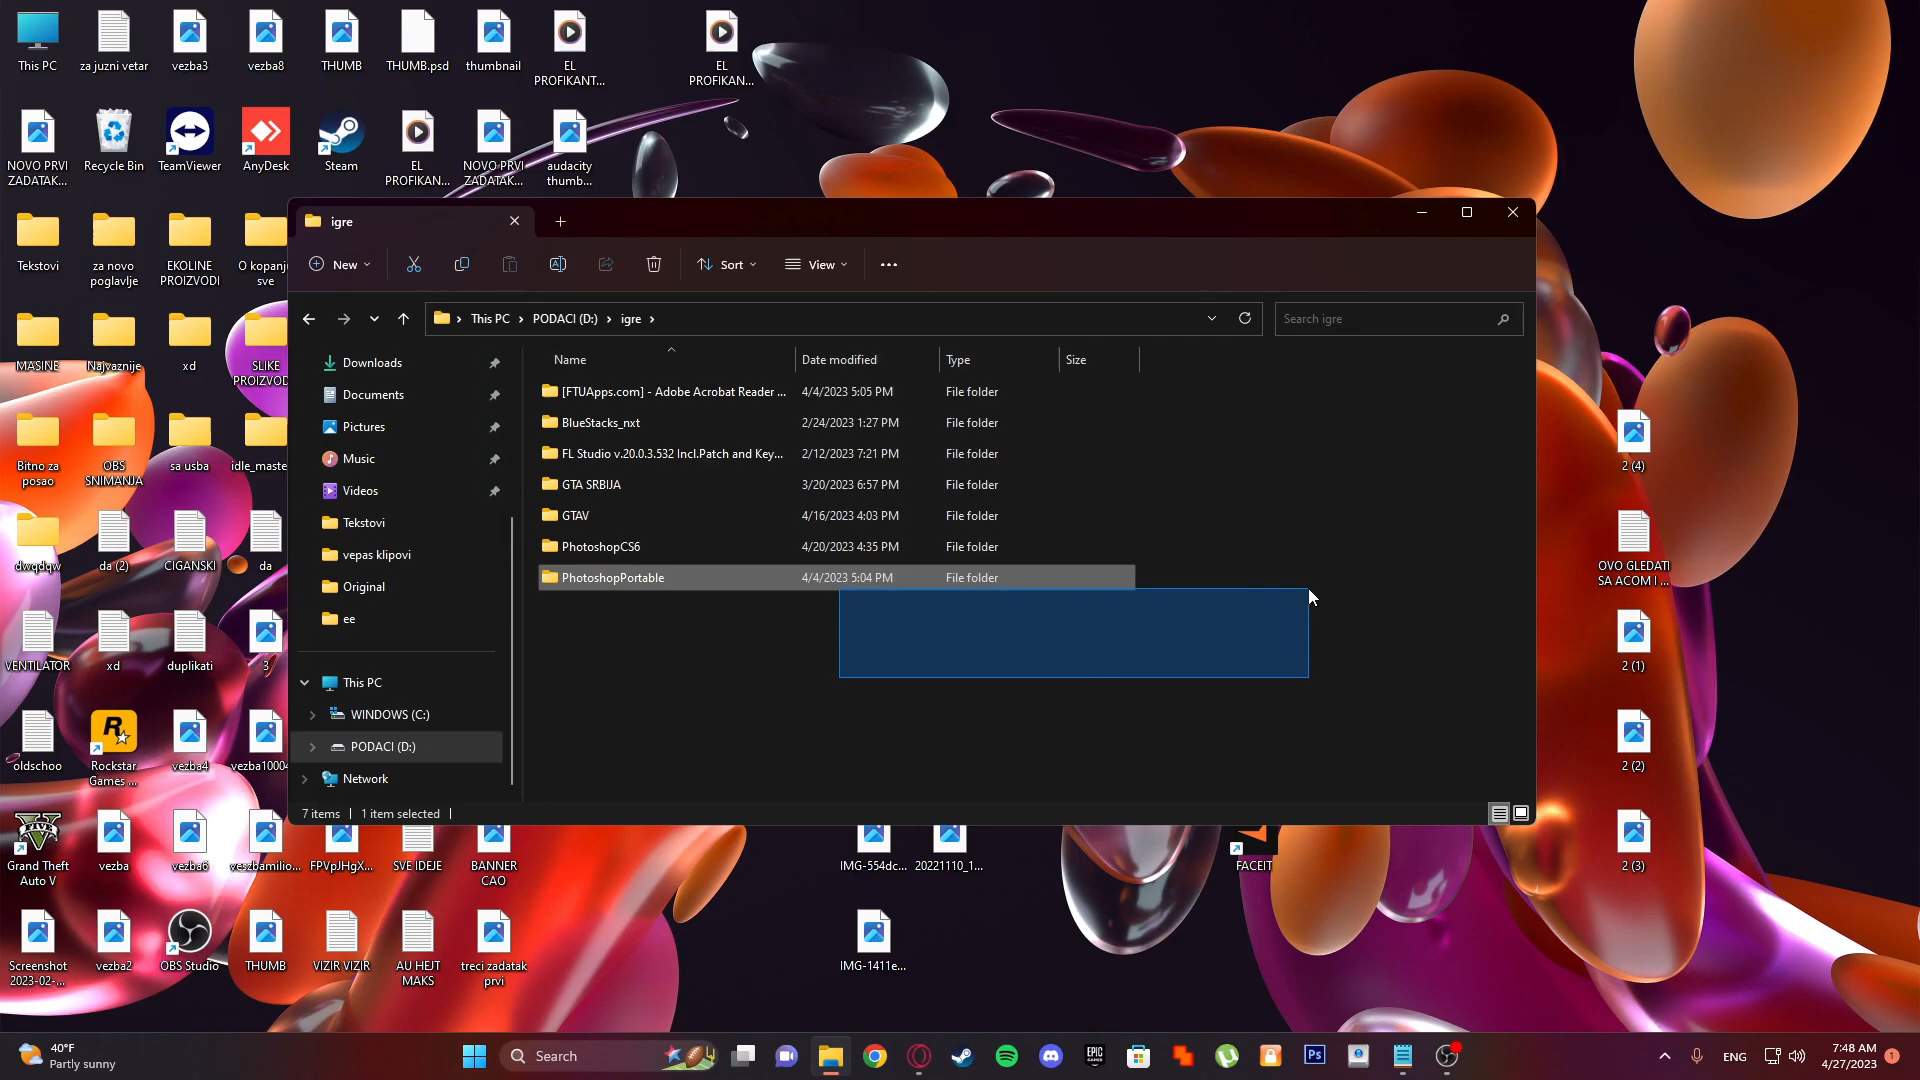 This PC
za juzni vetar
vezba3
vezba8
THUMB
THUMB.psd
thumbnail
EL
PROFIKANT...
EL
PROFIKAN...
NOVO PRVI
ZADATAK...
Recycle Bin
TeamViewer
AnyDesk
Steam
EL
PROFIKAN...
NOVO PRVI
ZADATAK...
audacity
thumb...
Tekstovi
za novo
poglavlje
EKOLINE
PROIZVODI
O kopanju
sve
MASINE
Najvaznije
xd
SLIKE
PROIZVOD
Bitno za
posao
OBS
SNIMANJA
sa usba
idle_maste
dwqdqw
da (2)
CIGANSKI
da
VENTILATOR
xd
duplikati
3
oldschoo
Rockstar
Games ...
vezba4
vezba1000
Grand Theft
Auto V
vezba
vezba6
veszbamilio...
FPVpJHgX...
SVE IDEJE
BANNER
CAO
Screenshot
2023-02-...
vezba2
OBS Studio
THUMB
VIZIR VIZIR
AU HEJT
MAKS
treci zadatak
prvi
IMG-554dc...
20221110_1...
IMG-1411e...
FACEIT
2 (4)
OVO GLEDATI
SA ACOM I ...
2 (1)
2 (2)
2 (3)
igre
New
Sort
View
This PC
PODACI (D:)
igre
Search igre
Downloads
Documents
Pictures
Music
Videos
Tekstovi
vepas klipovi
Original
ee
This PC
WINDOWS (C:)
PODACI (D:)
Network
Name Date modified Type Size
[FTUApps.com] - Adobe Acrobat Reader ... 4/4/2023 5:05 PM File folder
BlueStacks_nxt 2/24/2023 1:27 PM File folder
FL Studio v.20.0.3.532 Incl.Patch and Key... 2/12/2023 7:21 PM File folder
GTA SRBIJA 3/20/2023 6:57 PM File folder
GTAV 4/16/2023 4:03 PM File folder
PhotoshopCS6 4/20/2023 4:35 PM File folder
PhotoshopPortable 4/4/2023 5:04 PM File folder
7 items
1 item selected
40°F
Partly sunny
Search
EPIC
GAMES
Ps
ENG
7:48 AM
4/27/2023
1